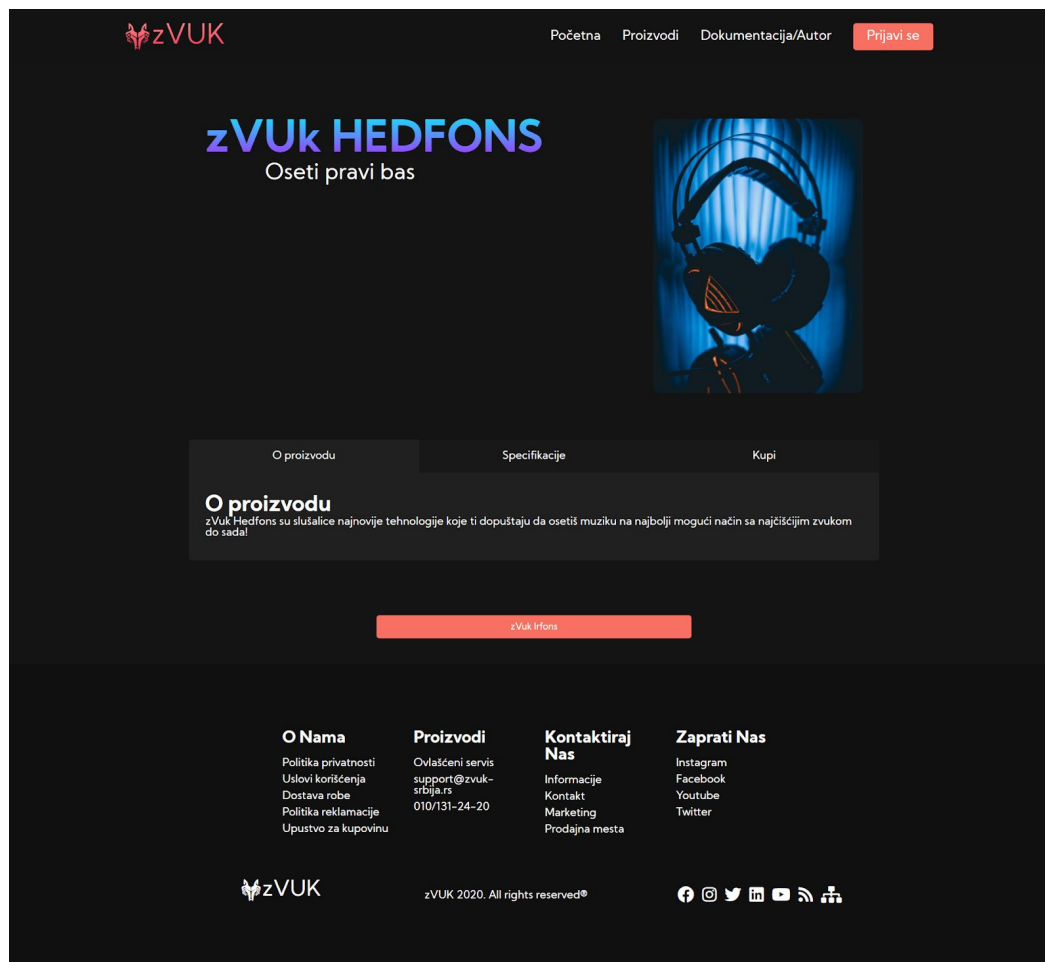 zVUK
Početna Proizvodi Dokumentacija/Autor Prijavi se
zVUk HEDFONS
Oseti pravi bas
O proizvodu Specifikacije Kupi
O proizvodu
zVuk Hedfons su slušalice najnovije tehnologije koje ti dopuštaju da osetiš muziku na najbolji mogući način sa najčišćijim zvukom
do sada!
zVuk Irfons
O Nama
Politika privatnosti
Uslovi korišćenja
Dostava robe
Politika reklamacije
Upustvo za kupovinu
Proizvodi
Ovlašćeni servis
support@zvuk-
srbija.rs
010/131-24-20
Kontaktiraj
Nas
Informacije
Kontakt
Marketing
Prodajna mesta
Zaprati Nas
Instagram
Facebook
Youtube
Twitter
zVUK
zVUK 2020. All rights reserved®